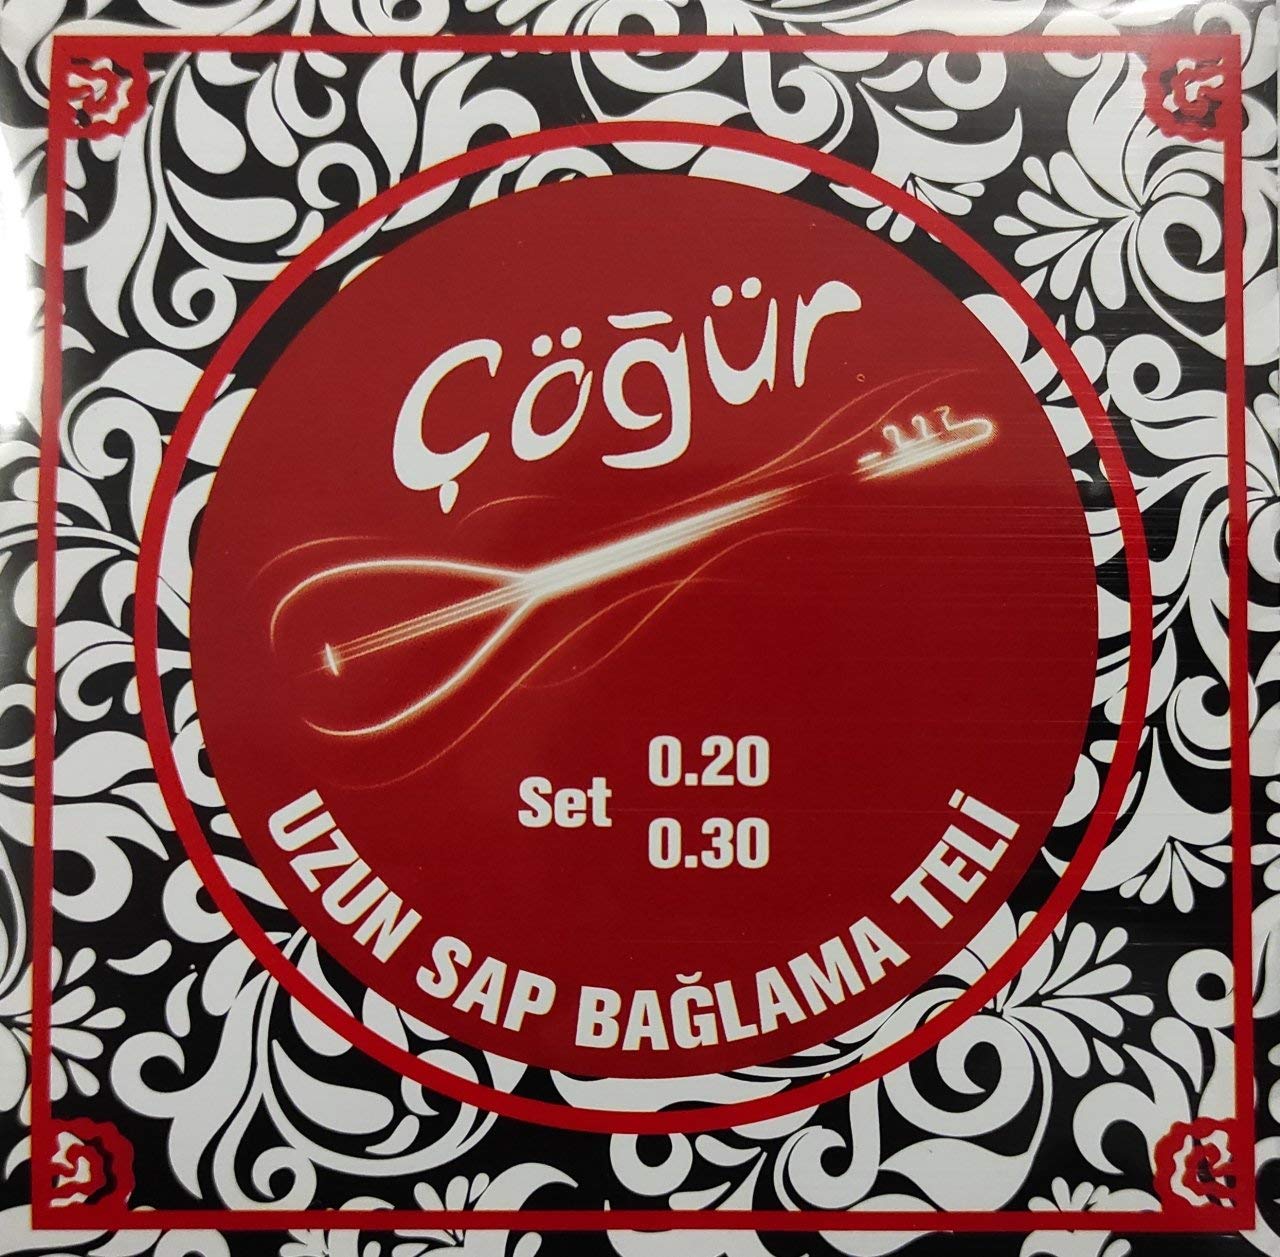 Çöğür
Set
0.20
0.30
UZUN SAP BAĞLAMA TELİ